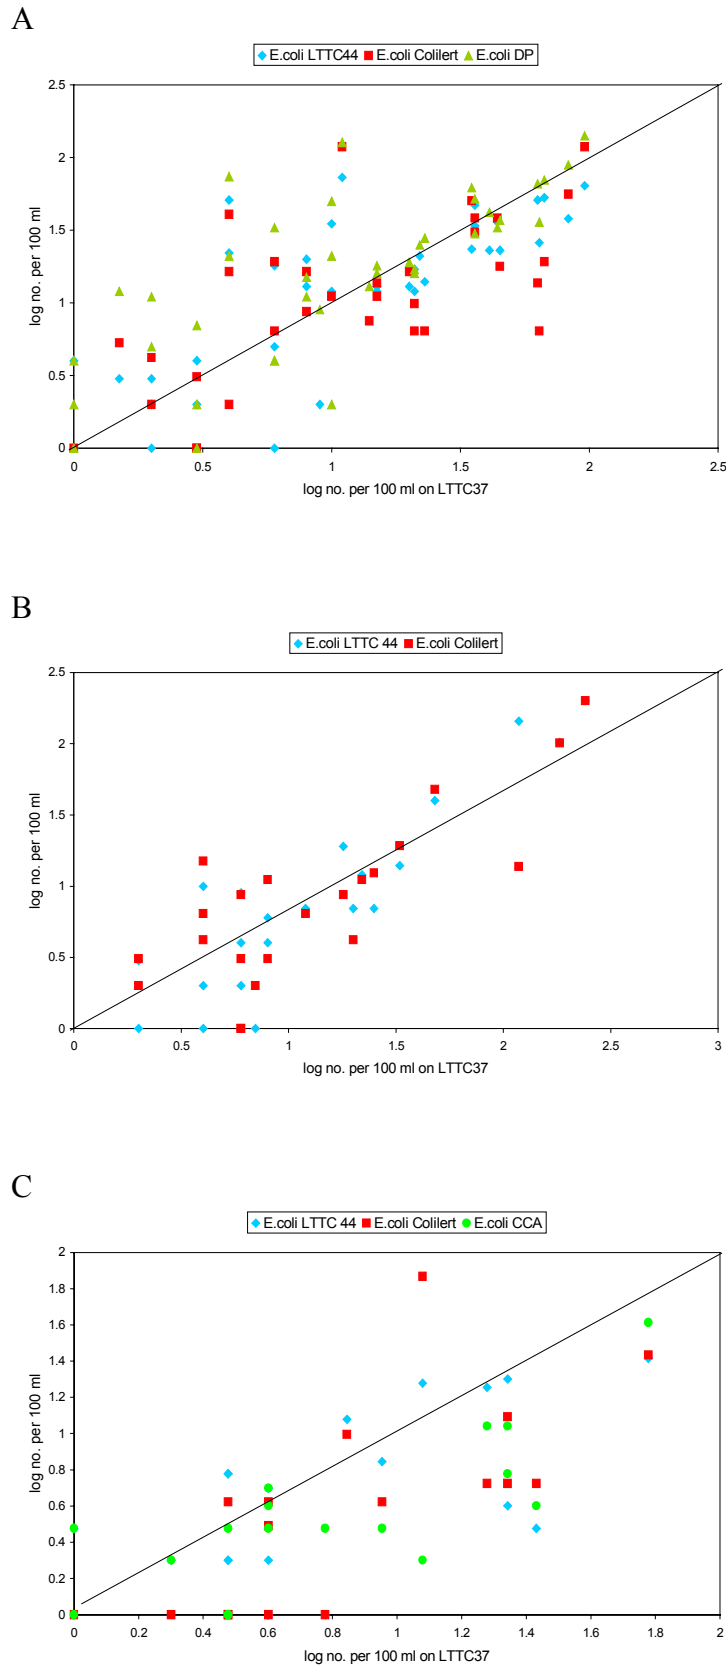 A
E.coli LTTC44 E.coli Colilert E.coli DP
2.5
2
1.5
1
0.5
0
log no. per 100 ml
0 0.5 1 1.5 2 2.5
log no. per 100 ml on LTTC37
B
E.coli LTTC 44 E.coli Colilert
2.5
2
1.5
1
0.5
0
log no. per 100 ml
0 0.5 1 1.5 2 2.5 3
log no. per 100 ml on LTTC37
C
E.coli LTTC 44 E.coli Colilert E.coli CCA
2
1.8
1.6
1.4
1.2
1
0.8
0.6
0.4
0.2
0
log no. per 100 ml
0 0.2 0.4 0.6 0.8 1 1.2 1.4 1.6 1.8 2
log no. per 100 ml on LTTC37